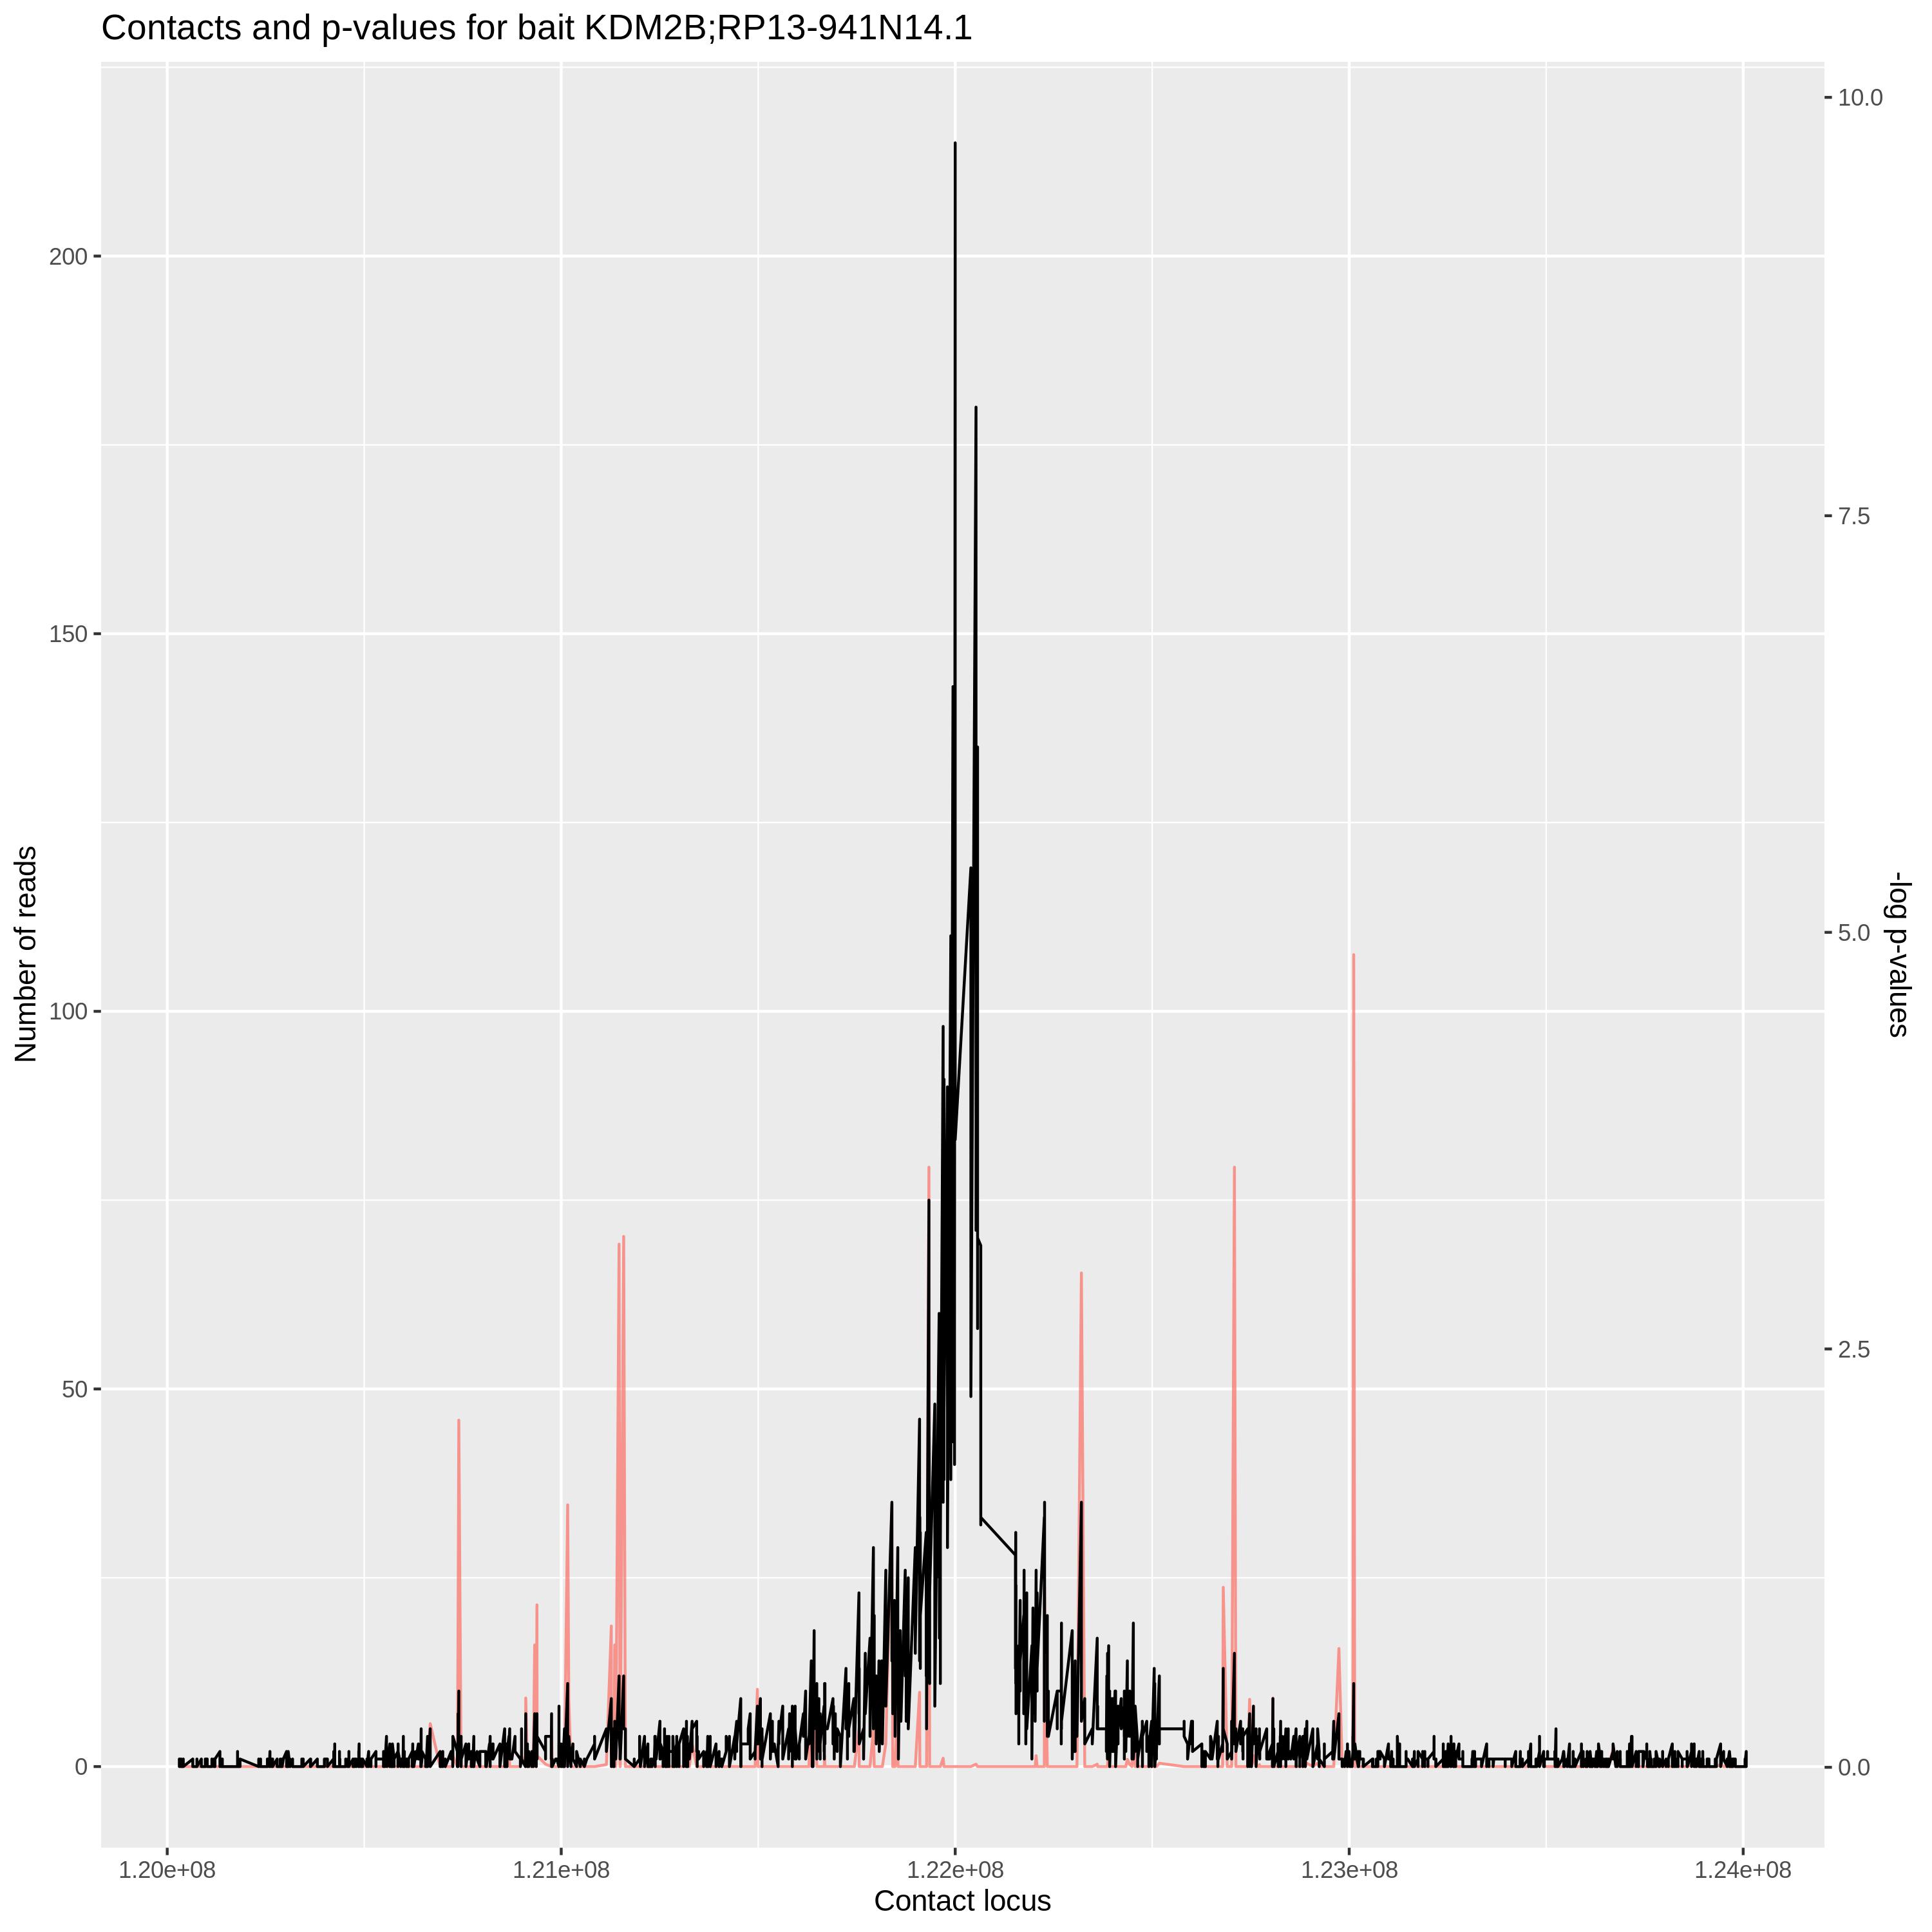 Contacts and p-values for bait KDM2B;RP13-941N14.1
10.0
7.5
5.0
2.5
0.0
200
150
100
50
0
Number of reads
-log p-values
1.20e+08 1.21e+08 1.22e+08 1.23e+08 1.24e+08
Contact locus